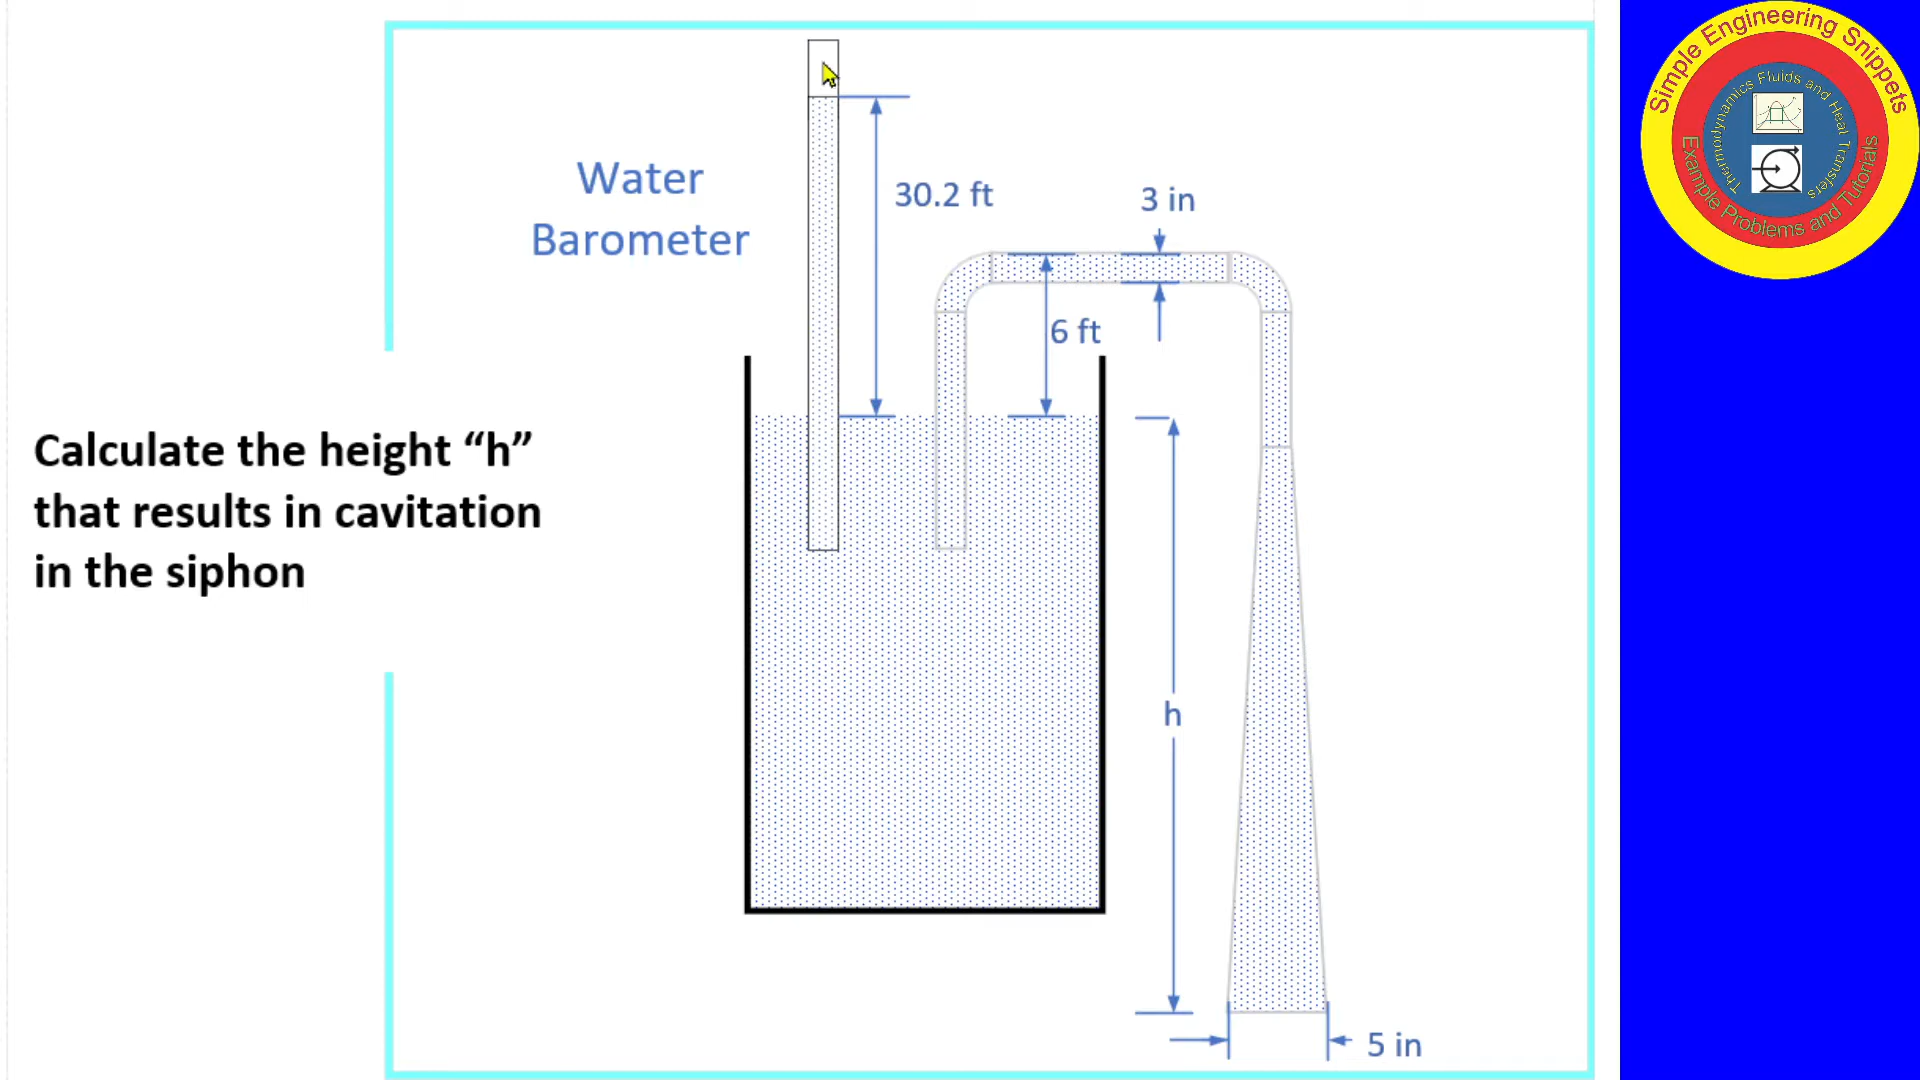 Water
Barometer
30.2 ft
3 in
6 ft
Calculate the height “h”
that results in cavitation
in the siphon
h
5 in
Simple Engineering Snippets
Example Problems and Tutorials
Thermodynamics Fluids and Heat Transfers